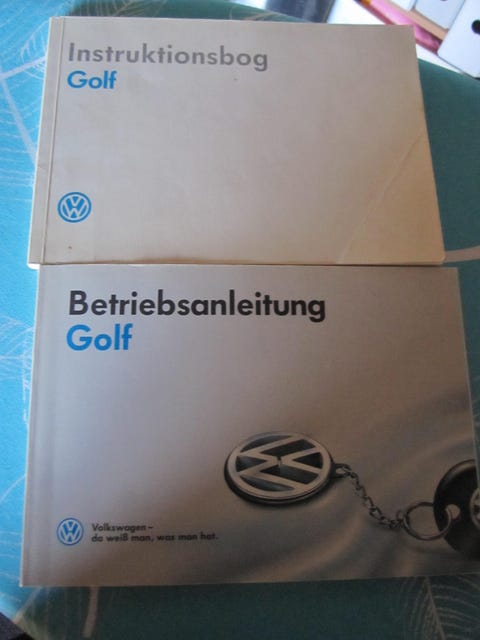 Instruktionsbog
Golf
Betriebsanleitung
Golf
Volkswagen –
da weiß man, was man hat.